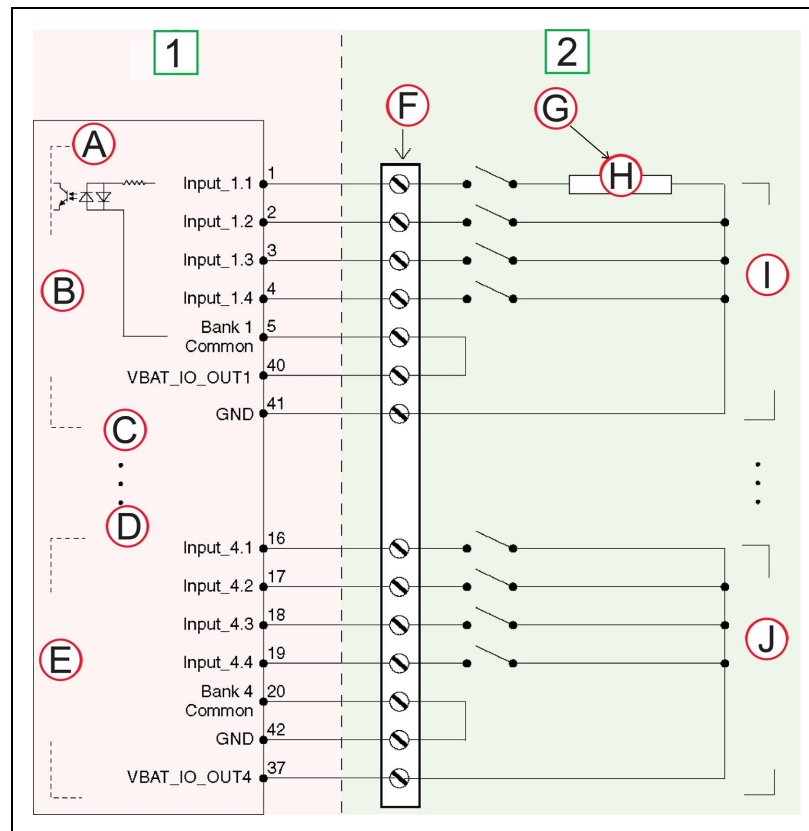 1
2
F
G
A
H
Input_1.1 1
Input_1.2 2
Input_1.3 3
B
I
Input_1.4 4
Bank 1
Common
5
VBAT_IO_OUT1 40
GND 41
C
D
Input_4.1 16
Input_4.2 17
Input_4.3 18
E
J
Input_4.4 19
Bank 4
Common
20
GND 42
VBAT_IO_OUT4 37